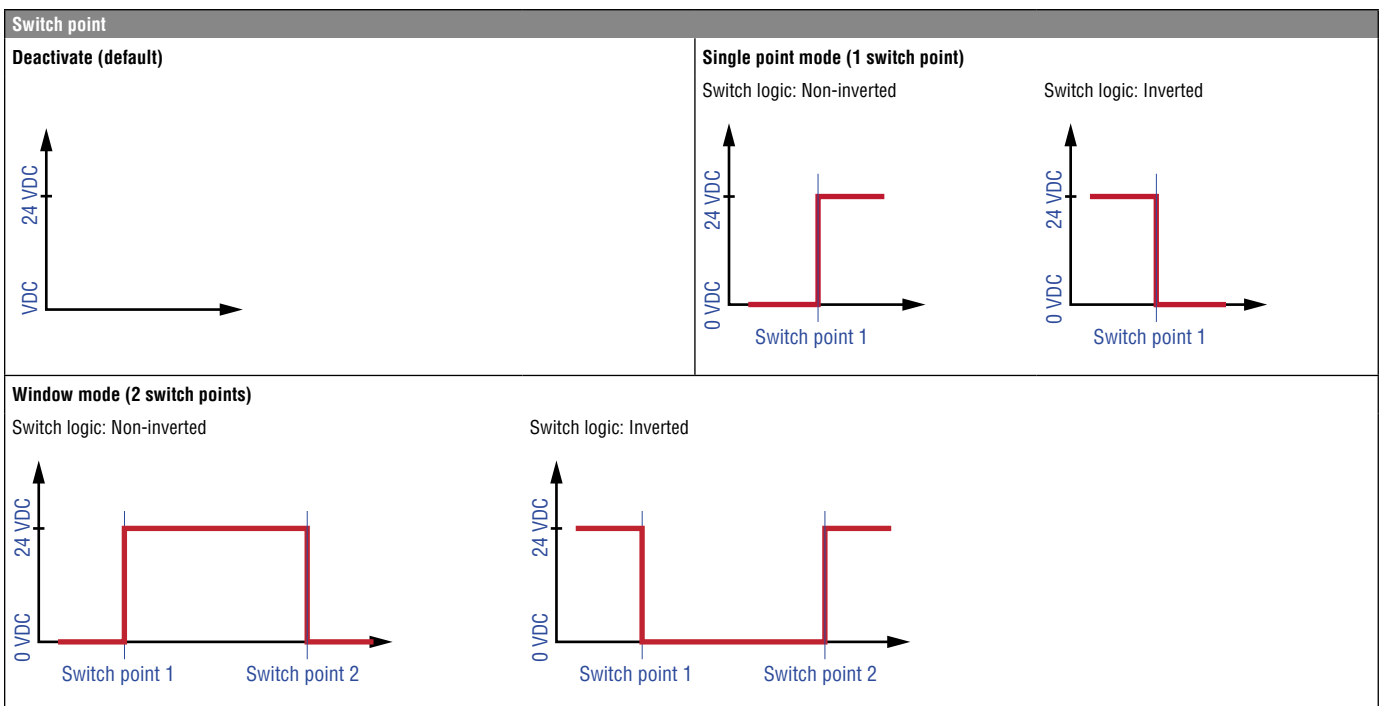 Switch point
Deactivate (default)
24 VDC
VDC
Single point mode (1 switch point)
Switch logic: Non-inverted
24 VDC
0 VDC
Switch point 1
Switch logic: Inverted
24 VDC
0 VDC
Switch point 1
Window mode (2 switch points)
Switch logic: Non-inverted
24 VDC
0 VDC
Switch point 1
Switch point 2
Switch logic: Inverted
24 VDC
0 VDC
Switch point 1
Switch point 2